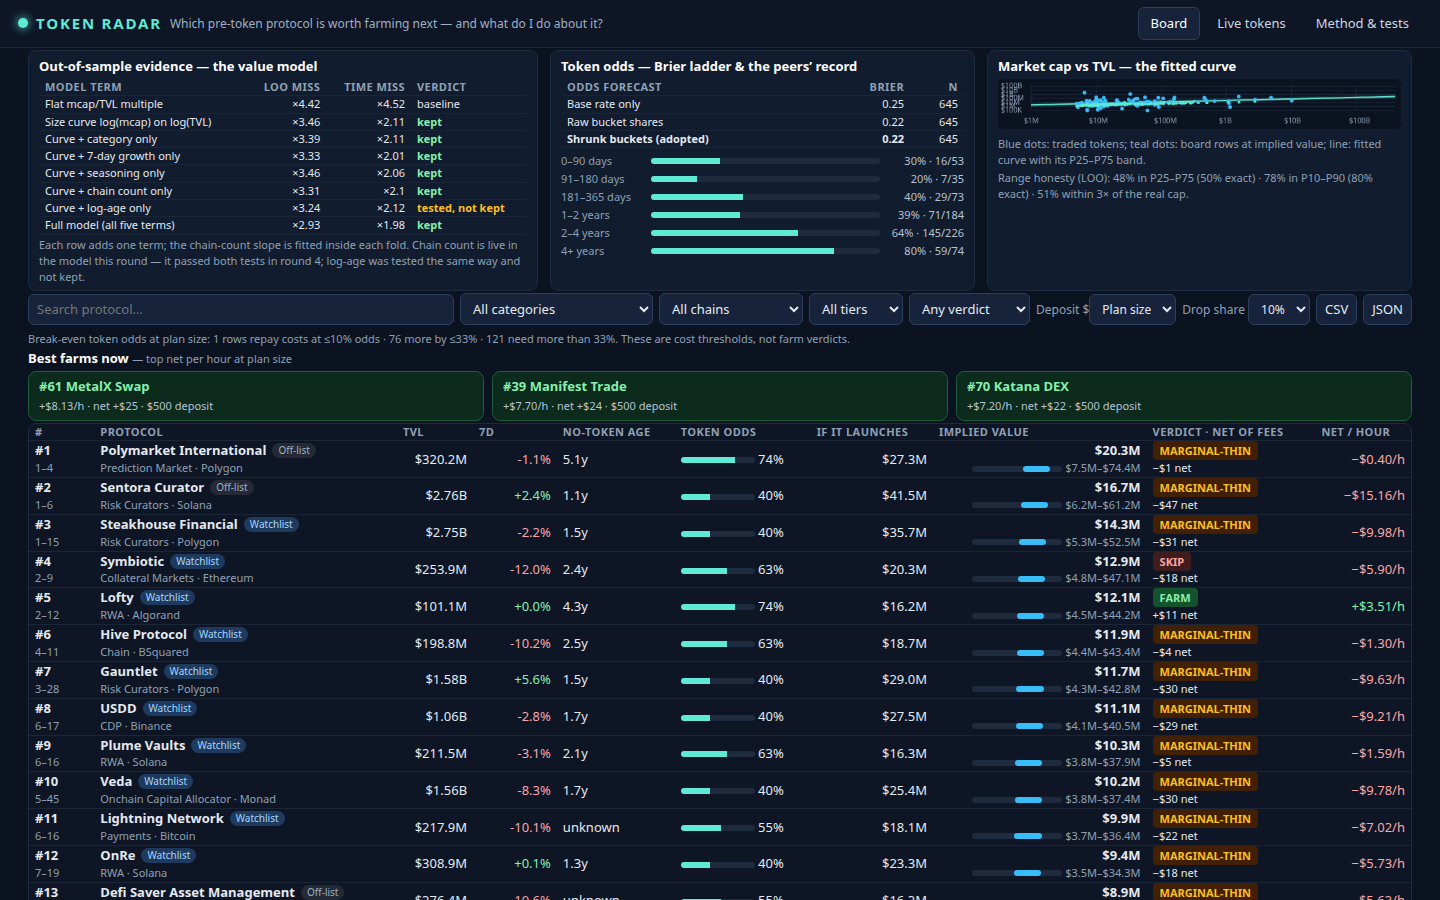 TOKEN RADAR Which pre-token protocol is worth farming next — and what do I do about it? Board Live tokens Method & tests
Out-of-sample evidence — the value model
MODEL TERM LOO MISS TIME MISS VERDICT
Flat mcap/TVL multiple ×4.42 ×4.52 baseline
Size curve log(mcap) on log(TVL) ×3.46 ×2.11 kept
Curve + category only ×3.39 ×2.11 kept
Curve + 7-day growth only ×3.33 ×2.01 kept
Curve + seasoning only ×3.46 ×2.06 kept
Curve + chain count only ×3.31 ×2.1 kept
Curve + log-age only ×3.24 ×2.12 tested, not kept
Full model (all five terms) ×2.93 ×1.98 kept
Each row adds one term; the chain-count slope is fitted inside each fold. Chain count is live in
the model this round — it passed both tests in round 4; log-age was tested the same way and
not kept.
Token odds — Brier ladder & the peers’ record
ODDS FORECAST BRIER N
Base rate only 0.25 645
Raw bucket shares 0.22 645
Shrunk buckets (adopted) 0.22 645
0–90 days 30% · 16/53
91–180 days 20% · 7/35
181–365 days 40% · 29/73
1–2 years 39% · 71/184
2–4 years 64% · 145/226
4+ years 80% · 59/74
Market cap vs TVL — the fitted curve
$1M $10M $100M $1B $10B $100B
Blue dots: traded tokens; teal dots: board rows at implied value; line: fitted
curve with its P25–P75 band.
Range honesty (LOO): 48% in P25–P75 (50% exact) · 78% in P10–P90 (80%
exact) · 51% within 3× of the real cap.
Search protocol... All categories All chains All tiers Any verdict Deposit $ Plan size Drop share 10% CSV JSON
Break-even token odds at plan size: 1 rows repay costs at ≤10% odds · 76 more by ≤33% · 121 need more than 33%. These are cost thresholds, not farm verdicts.
Best farms now — top net per hour at plan size
#61 MetalX Swap
+$8.13/h · net +$25 · $500 deposit
#39 Manifest Trade
+$7.70/h · net +$24 · $500 deposit
#70 Katana DEX
+$7.20/h · net +$22 · $500 deposit
# PROTOCOL TVL 7D NO-TOKEN AGE TOKEN ODDS IF IT LAUNCHES IMPLIED VALUE VERDICT · NET OF FEES NET / HOUR
#1 Polymarket International Off-list $320.2M -1.1% 5.1y 74% $27.3M $20.3M MARGINAL-THIN −$0.40/h
1–4 Prediction Market · Polygon $7.5M–$74.4M −$1 net
#2 Sentora Curator Off-list $2.76B +2.4% 1.1y 40% $41.5M $16.7M MARGINAL-THIN −$15.16/h
1–6 Risk Curators · Solana $6.2M–$61.2M −$47 net
#3 Steakhouse Financial Watchlist $2.75B -2.2% 1.5y 40% $35.7M $14.3M MARGINAL-THIN −$9.98/h
1–15 Risk Curators · Polygon $5.3M–$52.5M −$31 net
#4 Symbiotic Watchlist $253.9M -12.0% 2.4y 63% $20.3M $12.9M SKIP −$5.90/h
2–9 Collateral Markets · Ethereum $4.8M–$47.1M −$18 net
#5 Lofty Watchlist $101.1M +0.0% 4.3y 74% $16.2M $12.1M FARM +$3.51/h
2–12 RWA · Algorand $4.5M–$44.2M +$11 net
#6 Hive Protocol Watchlist $198.8M -10.2% 2.5y 63% $18.7M $11.9M MARGINAL-THIN −$1.30/h
4–11 Chain · BSquared $4.4M–$43.4M −$4 net
#7 Gauntlet Watchlist $1.58B +5.6% 1.5y 40% $29.0M $11.7M MARGINAL-THIN −$9.63/h
3–28 Risk Curators · Polygon $4.3M–$42.8M −$30 net
#8 USDD Watchlist $1.06B -2.8% 1.7y 40% $27.5M $11.1M MARGINAL-THIN −$9.21/h
6–17 CDP · Binance $4.1M–$40.5M −$29 net
#9 Plume Vaults Watchlist $211.5M -3.1% 2.1y 63% $16.3M $10.3M MARGINAL-THIN −$1.59/h
6–16 RWA · Solana $3.8M–$37.9M −$5 net
#10 Veda Watchlist $1.56B -8.3% 1.7y 40% $25.4M $10.2M MARGINAL-THIN −$9.78/h
5–45 Onchain Capital Allocator · Monad $3.8M–$37.4M −$30 net
#11 Lightning Network Watchlist $217.9M -10.1% unknown 55% $18.1M $9.9M MARGINAL-THIN −$7.02/h
6–16 Payments · Bitcoin $3.7M–$36.4M −$22 net
#12 OnRe Watchlist $308.9M +0.1% 1.3y 40% $23.3M $9.4M MARGINAL-THIN −$5.73/h
7–19 RWA · Solana $3.5M–$34.3M −$18 net
#13 Defi Saver Asset Management Off-list $8.9M MARGINAL-THIN